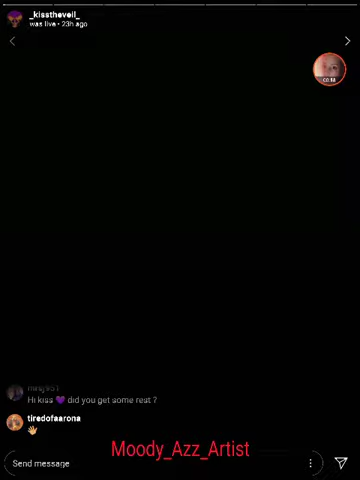 _kisstheveil_
was live • 23h ago
Hi kiss 💜 did you get some rest ?
tiredofaarona
👋
Moody_Azz_Artist
Send message